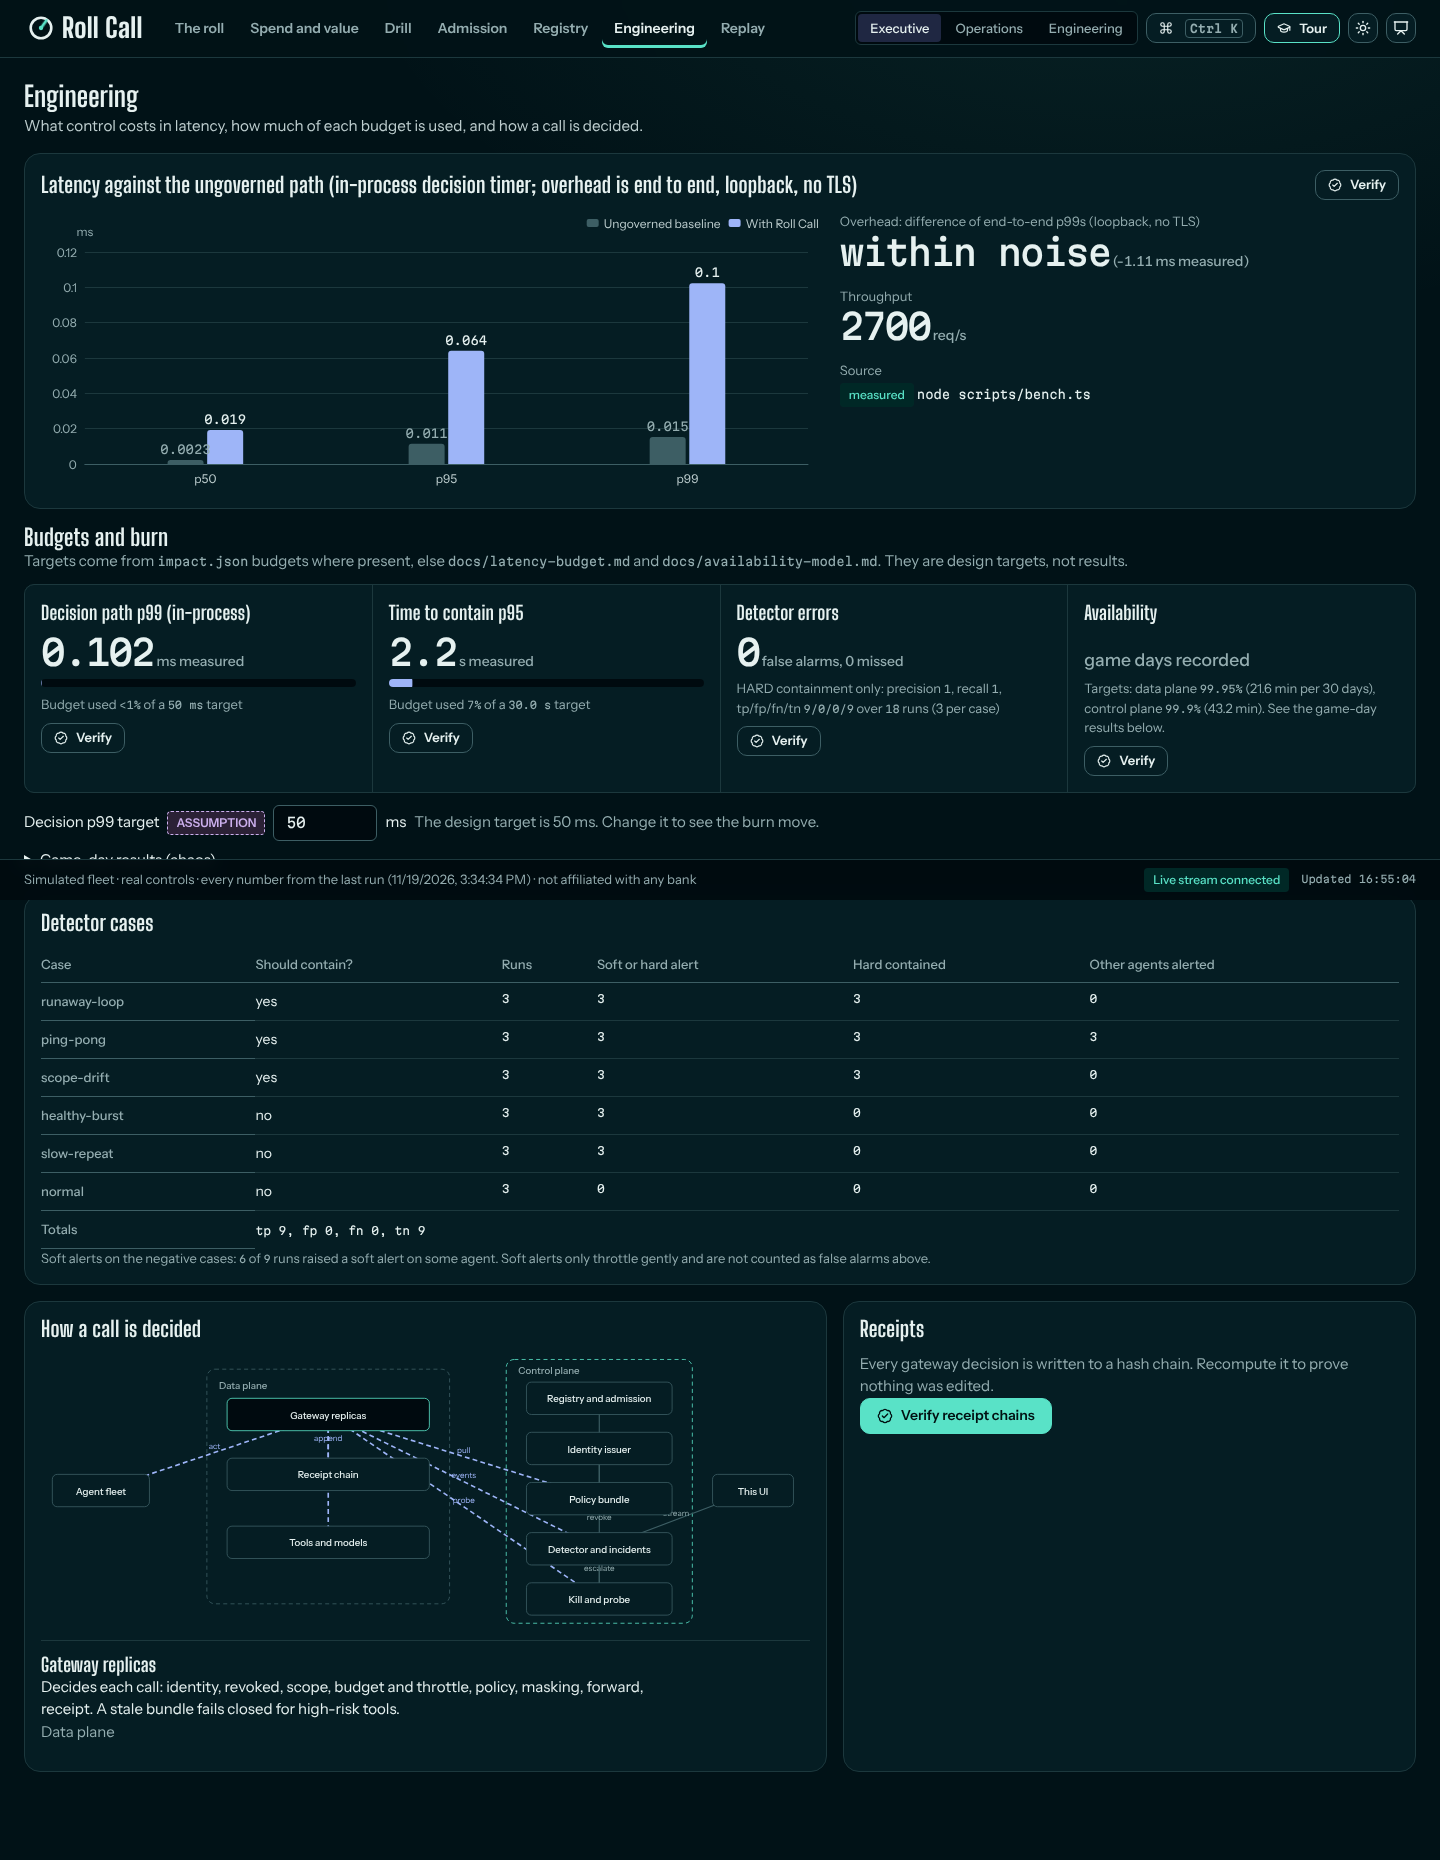 Roll Call
The roll
Spend and value
Drill
Admission
Registry
Engineering
Replay
Executive
Operations
Engineering
⌘ Ctrl K
Tour
Engineering
What control costs in latency, how much of each budget is used, and how a call is decided.
Latency against the ungoverned path (in-process decision timer; overhead is end to end, loopback, no TLS)
Verify
Ungoverned baseline
With Roll Call
ms
0.12
0.1
0.08
0.06
0.04
0.02
0
0.0023
0.019
0.011
0.064
0.015
0.1
p50
p95
p99
Overhead: difference of end-to-end p99s (loopback, no TLS)
within noise (-1.11 ms measured)
Throughput
2700 req/s
Source
measured node scripts/bench.ts
Budgets and burn
Targets come from impact.json budgets where present, else docs/latency-budget.md and docs/availability-model.md. They are design targets, not results.
Decision path p99 (in-process)
0.102 ms measured
Budget used <1% of a 50 ms target
Verify
Time to contain p95
2.2 s measured
Budget used 7% of a 30.0 s target
Verify
Detector errors
0 false alarms, 0 missed
HARD containment only: precision 1, recall 1,
tp/fp/fn/tn 9/0/0/9 over 18 runs (3 per case)
Verify
Availability
game days recorded
Targets: data plane 99.95% (21.6 min per 30 days),
control plane 99.9% (43.2 min). See the game-day
results below.
Verify
Decision p99 target ASSUMPTION 50 ms The design target is 50 ms. Change it to see the burn move.
Game-day results (chaos)
Simulated fleet · real controls · every number from the last run (11/19/2026, 3:34:34 PM) · not affiliated with any bank
Live stream connected
Updated 16:55:04
Detector cases
Case Should contain? Runs Soft or hard alert Hard contained Other agents alerted
runaway-loop yes 3 3 3 0
ping-pong yes 3 3 3 3
scope-drift yes 3 3 3 0
healthy-burst no 3 3 0 0
slow-repeat no 3 3 0 0
normal no 3 0 0 0
Totals tp 9, fp 0, fn 0, tn 9
Soft alerts on the negative cases: 6 of 9 runs raised a soft alert on some agent. Soft alerts only throttle gently and are not counted as false alarms above.
How a call is decided
Data plane
Gateway replicas
act
append
Receipt chain
Agent fleet
Tools and models
pull
events
probe
Control plane
Registry and admission
Identity issuer
Policy bundle
revoke
Detector and incidents
escalate
Kill and probe
This UI
Gateway replicas
Decides each call: identity, revoked, scope, budget and throttle, policy, masking, forward,
receipt. A stale bundle fails closed for high-risk tools.
Data plane
Receipts
Every gateway decision is written to a hash chain. Recompute it to prove
nothing was edited.
Verify receipt chains